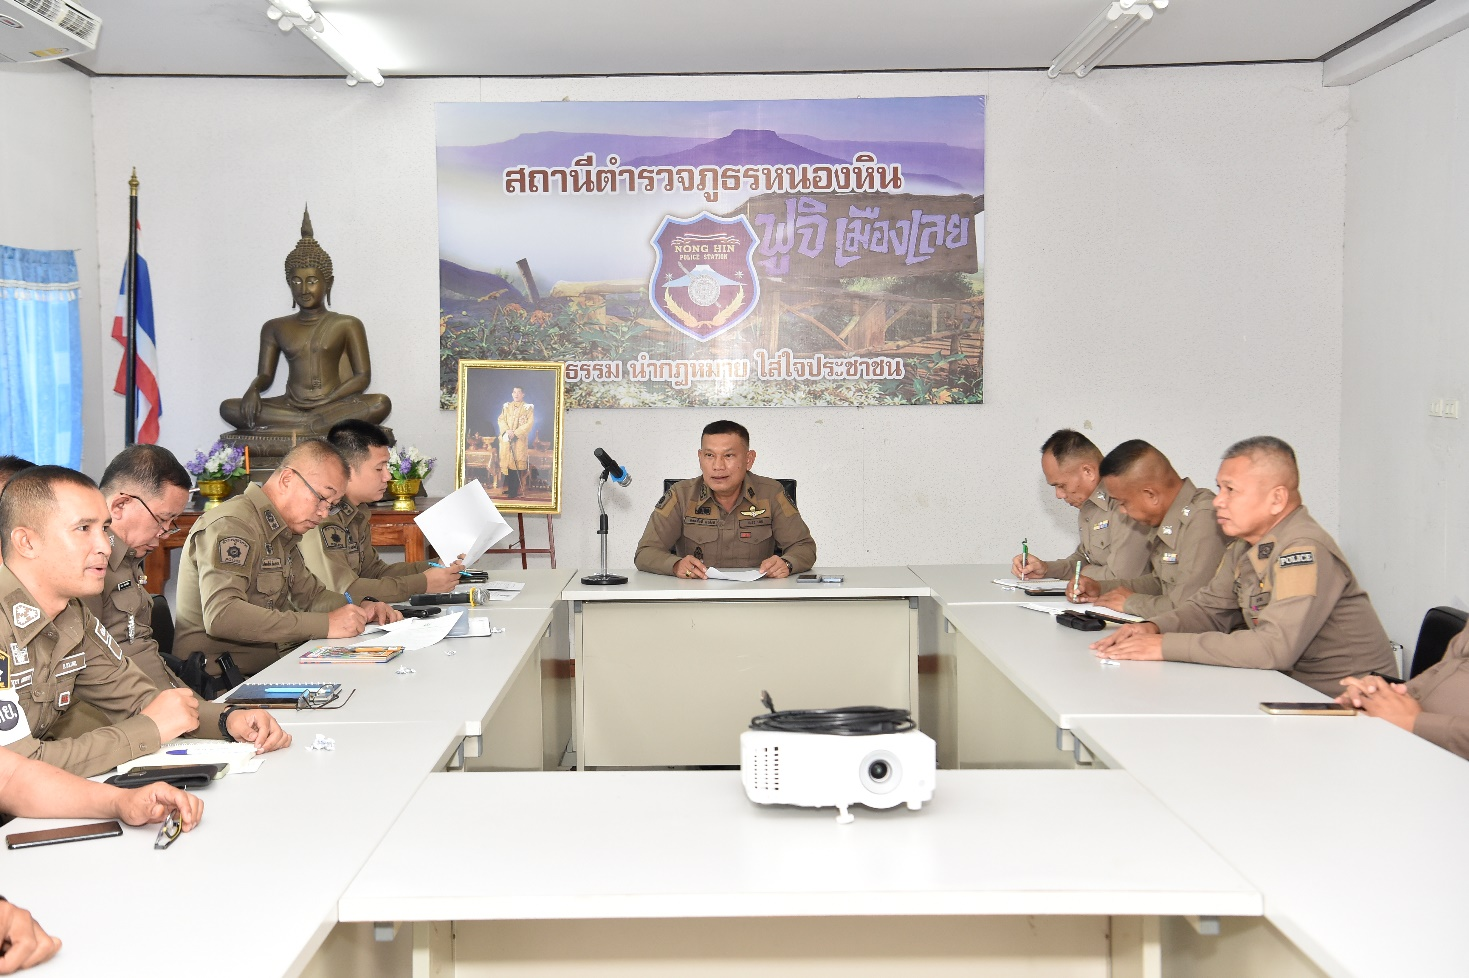 สถานีตำรวจภูธรหนองหิน
ฟูจิ เมืองเลย
NONG HIN
POLICE STATION
ธรรม นำกฎหมาย ใส่ใจประชาชน
POLICE